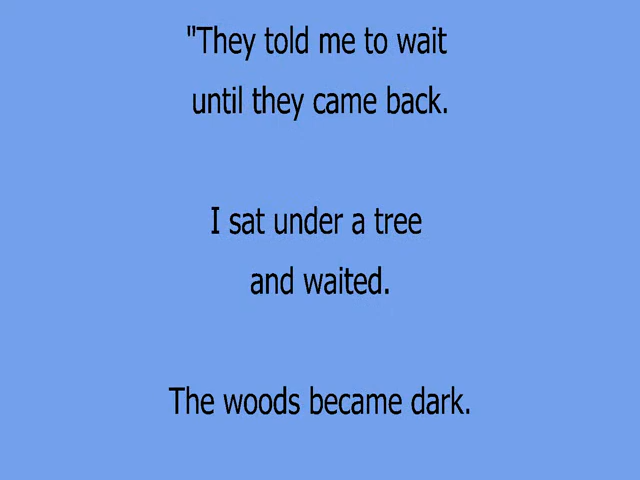 "They told me to wait
until they came back.
I sat under a tree
and waited.
The woods became dark.